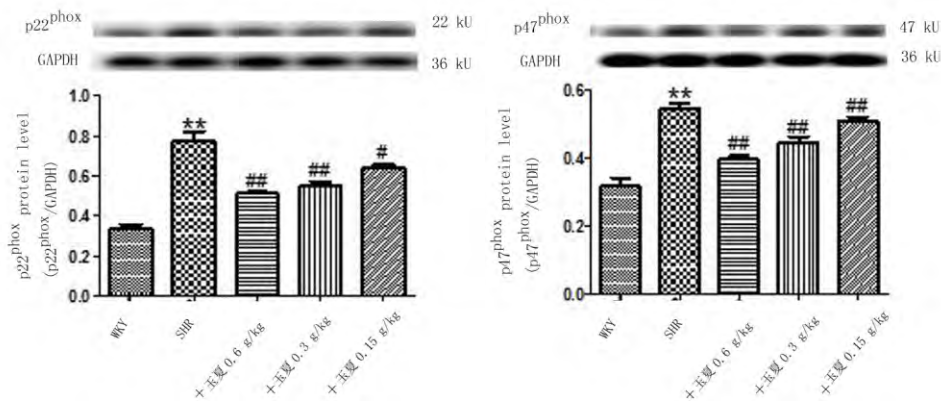 p22phox 22 kU
GAPDH 36 kU
1.0
0.8
0.6
0.4
0.2
0.0
p22phox protein level
(p22phox/GAPDH)
**
##
##
#
WKY
SHR
+玉夏0.6 g/kg
+玉夏0.3 g/kg
+玉夏0.15 g/kg
p47phox 47 kU
GAPDH 36 kU
0.6
0.4
0.2
0.0
p47phox protein level
(p47phox/GAPDH)
**
##
##
##
WKY
SHR
+玉夏0.6 g/kg
+玉夏0.3 g/kg
+玉夏0.15 g/kg